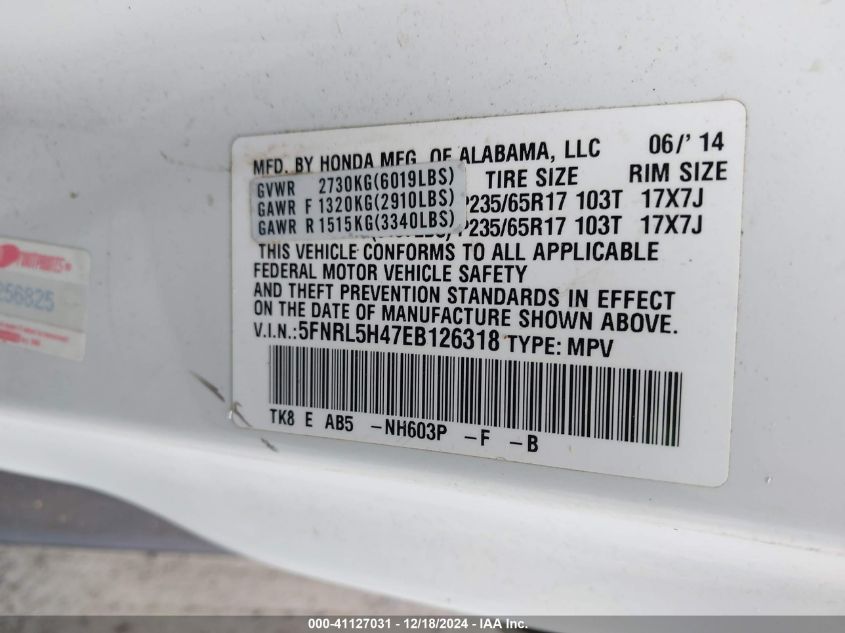 MFD. BY HONDA MFG. OF ALABAMA, LLC 06/' 14
GVWR 2730KG(6019LBS) TIRE SIZE RIM SIZE
GAWR F 1320KG(2910LBS) P235/65R17 103T 17X7J
GAWR R 1515KG(3340LBS) P235/65R17 103T 17X7J
THIS VEHICLE CONFORMS TO ALL APPLICABLE
FEDERAL MOTOR VEHICLE SAFETY
AND THEFT PREVENTION STANDARDS IN EFFECT
ON THE DATE OF MANUFACTURE SHOWN ABOVE.
V.I.N.:5FNRL5H47EB126318 TYPE: MPV
TK8 E AB5 -NH603P -F -B
256825
000-41127031 - 12/18/2024 - IAA Inc.